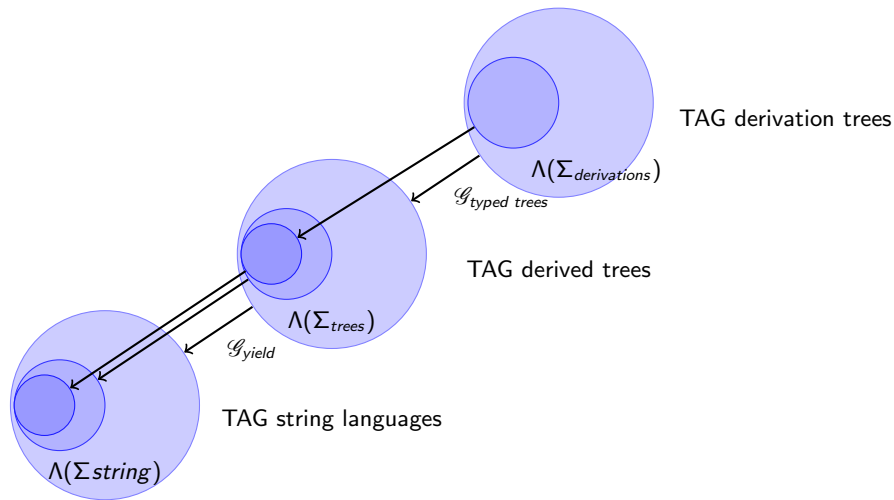 TAG derivation trees
Λ(Σderivations)
𝒢typed trees
TAG derived trees
Λ(Σtrees)
𝒢yield
TAG string languages
Λ(Σstring)